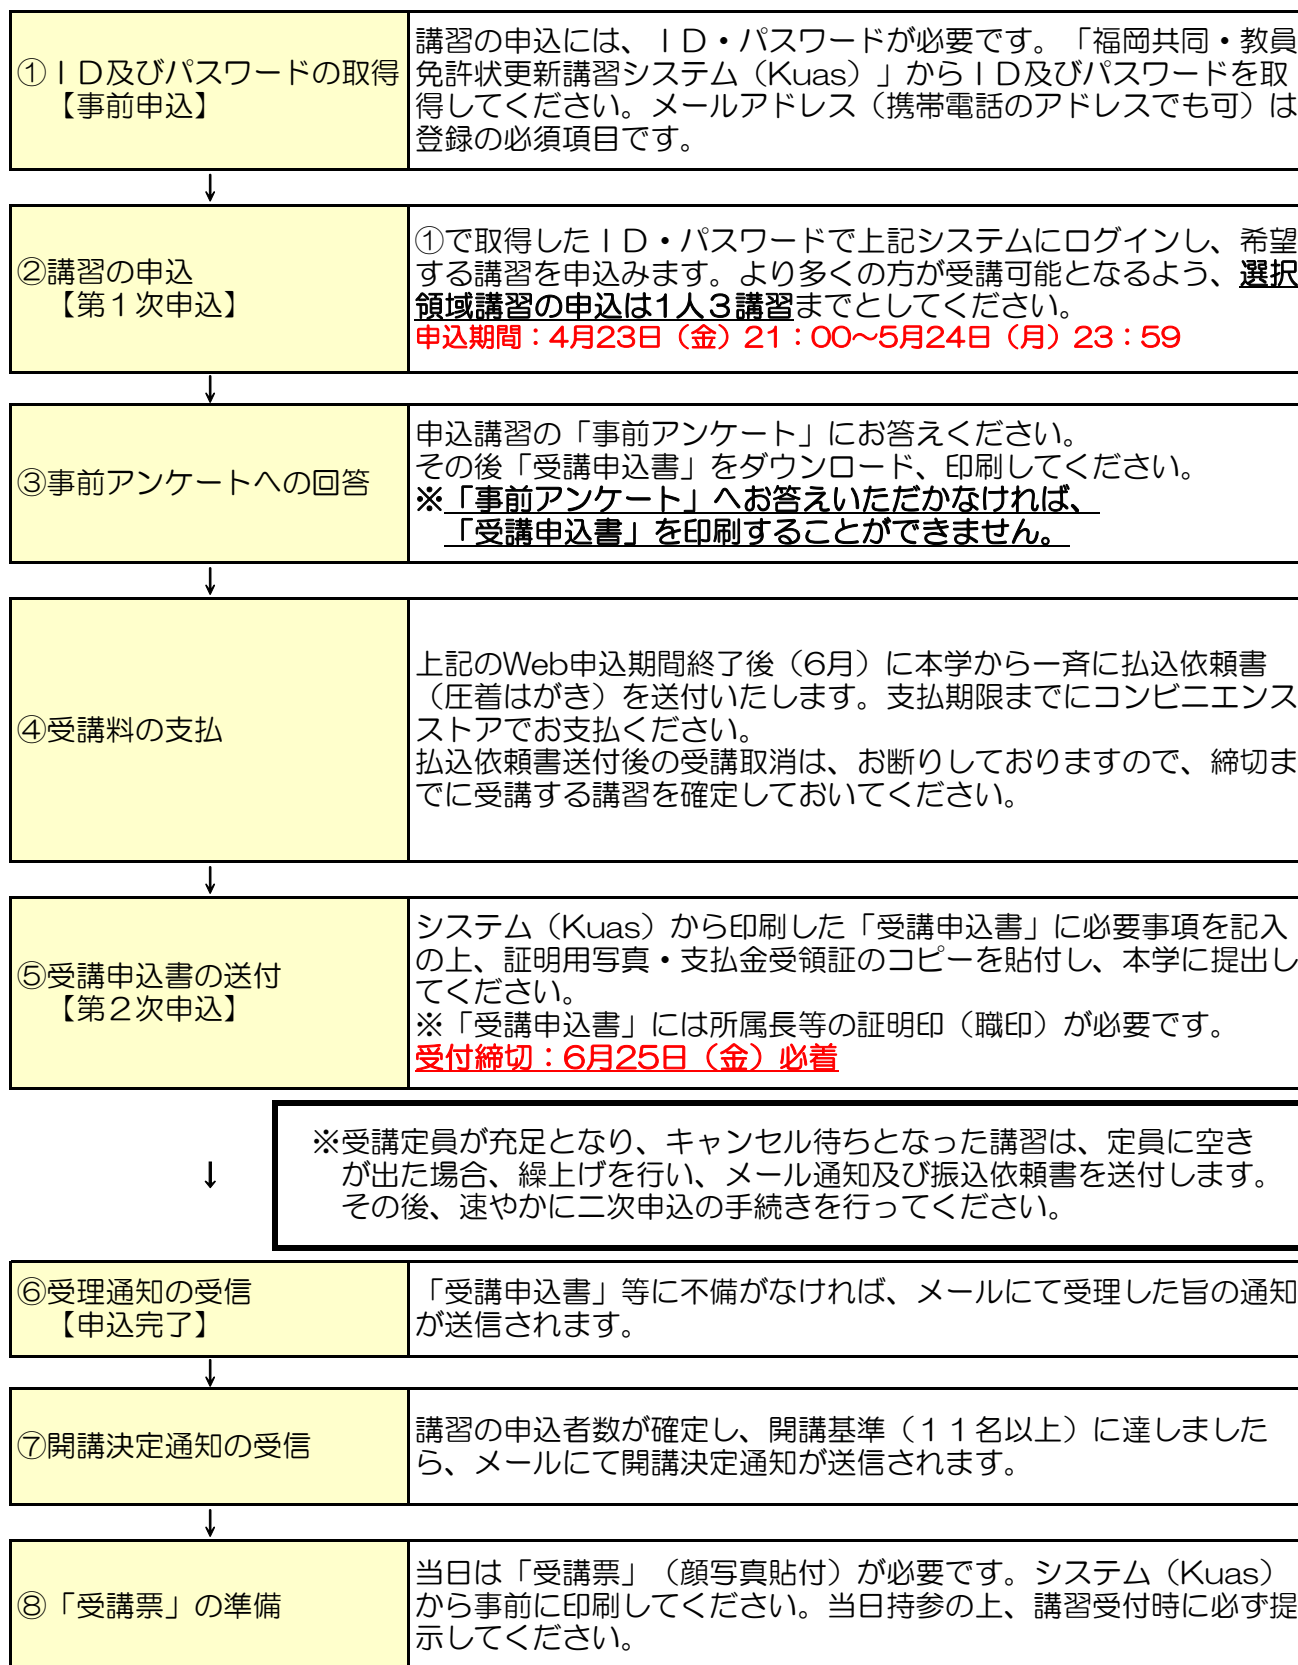 ①ＩＤ及びパスワードの取得
【事前申込】
講習の申込には、ＩＤ・パスワードが必要です。「福岡共同・教員
免許状更新講習システム（Kuas）」からＩＤ及びパスワードを取
得してください。メールアドレス（携帯電話のアドレスでも可）は
登録の必須項目です。
↓
②講習の申込
【第１次申込】
①で取得したＩＤ・パスワードで上記システムにログインし、希望
する講習を申込みます。より多くの方が受講可能となるよう、選択
領域講習の申込は1人３講習までとしてください。
申込期間：4月23日（金）21：00～5月24日（月）23：59
↓
③事前アンケートへの回答
申込講習の「事前アンケート」にお答えください。
その後「受講申込書」をダウンロード、印刷してください。
※「事前アンケート」へお答えいただかなければ、
「受講申込書」を印刷することができません。
↓
④受講料の支払
上記のWeb申込期間終了後（6月）に本学から一斉に払込依頼書
（圧着はがき）を送付いたします。支払期限までにコンビニエンス
ストアでお支払ください。
払込依頼書送付後の受講取消は、お断りしておりますので、締切ま
でに受講する講習を確定しておいてください。
↓
⑤受講申込書の送付
【第２次申込】
システム（Kuas）から印刷した「受講申込書」に必要事項を記入
の上、証明用写真・支払金受領証のコピーを貼付し、本学に提出し
てください。
※「受講申込書」には所属長等の証明印（職印）が必要です。
受付締切：6月25日（金）必着
↓
※受講定員が充足となり、キャンセル待ちとなった講習は、定員に空き
が出た場合、繰上げを行い、メール通知及び振込依頼書を送付します。
その後、速やかに二次申込の手続きを行ってください。
⑥受理通知の受信
【申込完了】
「受講申込書」等に不備がなければ、メールにて受理した旨の通知
が送信されます。
↓
⑦開講決定通知の受信
講習の申込者数が確定し、開講基準（１１名以上）に達しました
ら、メールにて開講決定通知が送信されます。
↓
⑧「受講票」の準備
当日は「受講票」（顔写真貼付）が必要です。システム（Kuas）
から事前に印刷してください。当日持参の上、講習受付時に必ず提
示してください。